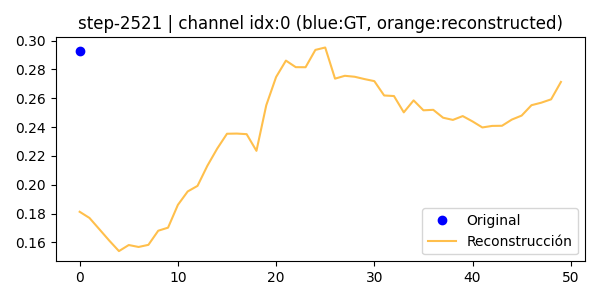 step-2521 | channel idx:0 (blue:GT, orange:reconstructed)
0.30
0.28
0.26
0.24
0.22
0.20
0.18
0.16
0 10 20 30 40 50
Original
Reconstrucción